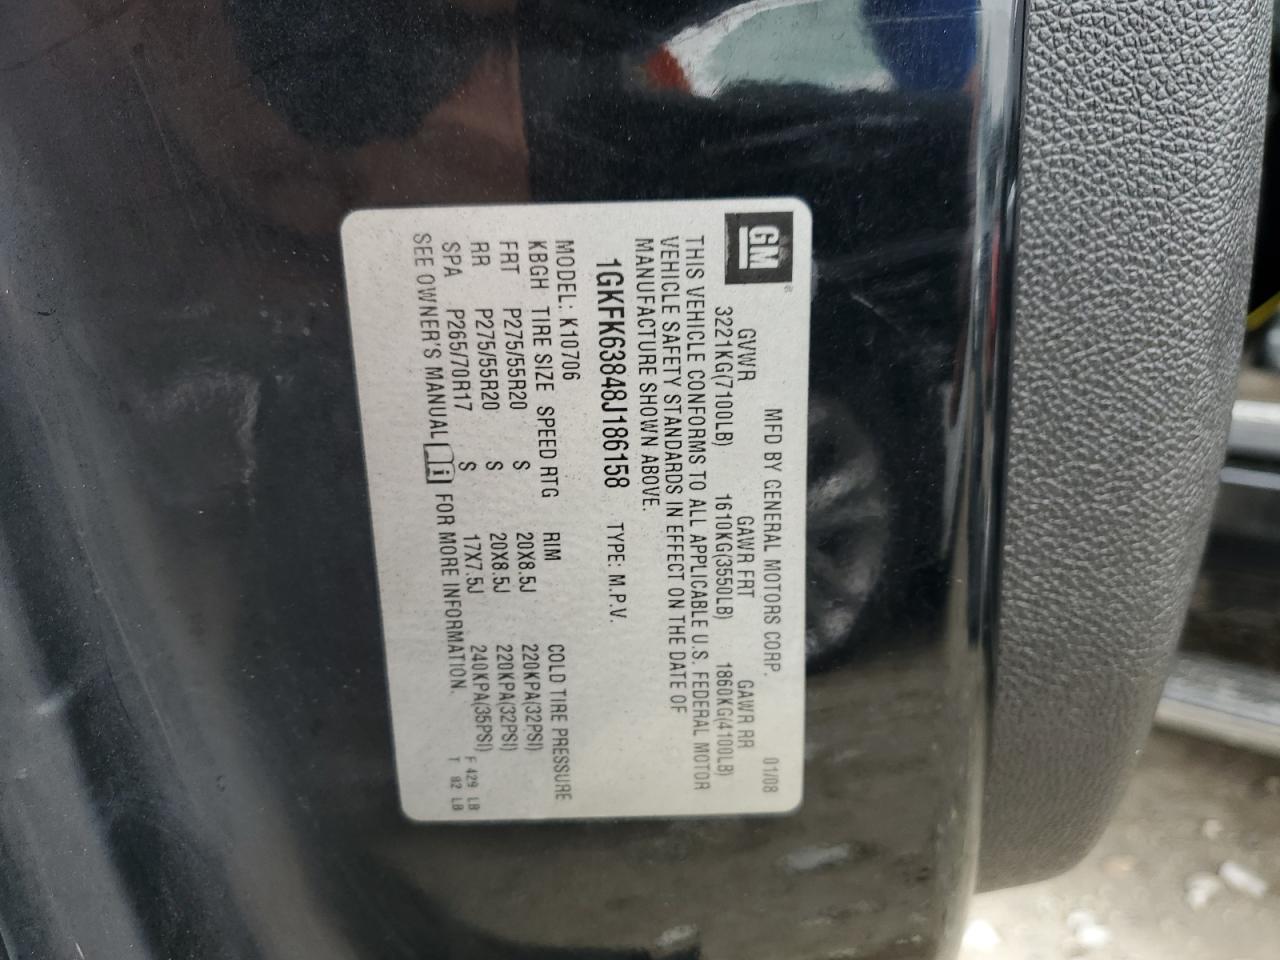 GM
®
MFD BY GENERAL MOTORS CORP. 01/08
GVWR GAWR FRT GAWR RR
3221KG(7100LB) 1610KG(3550LB) 1860KG(4100LB)
THIS VEHICLE CONFORMS TO ALL APPLICABLE U.S. FEDERAL MOTOR
VEHICLE SAFETY STANDARDS IN EFFECT ON THE DATE OF
MANUFACTURE SHOWN ABOVE.
1GKFK63848J186158 TYPE: M.P.V.
MODEL: K10706
KBGH TIRE SIZE SPEED RTG RIM COLD TIRE PRESSURE
FRT P275/55R20 S 20X8.5J 220KPA(32PSI)
RR P275/55R20 S 20X8.5J 220KPA(32PSI)
SPA P265/70R17 S 17X7.5J 240KPA(35PSI)
SEE OWNER'S MANUAL i FOR MORE INFORMATION.
F 429 LB
T 92 LB